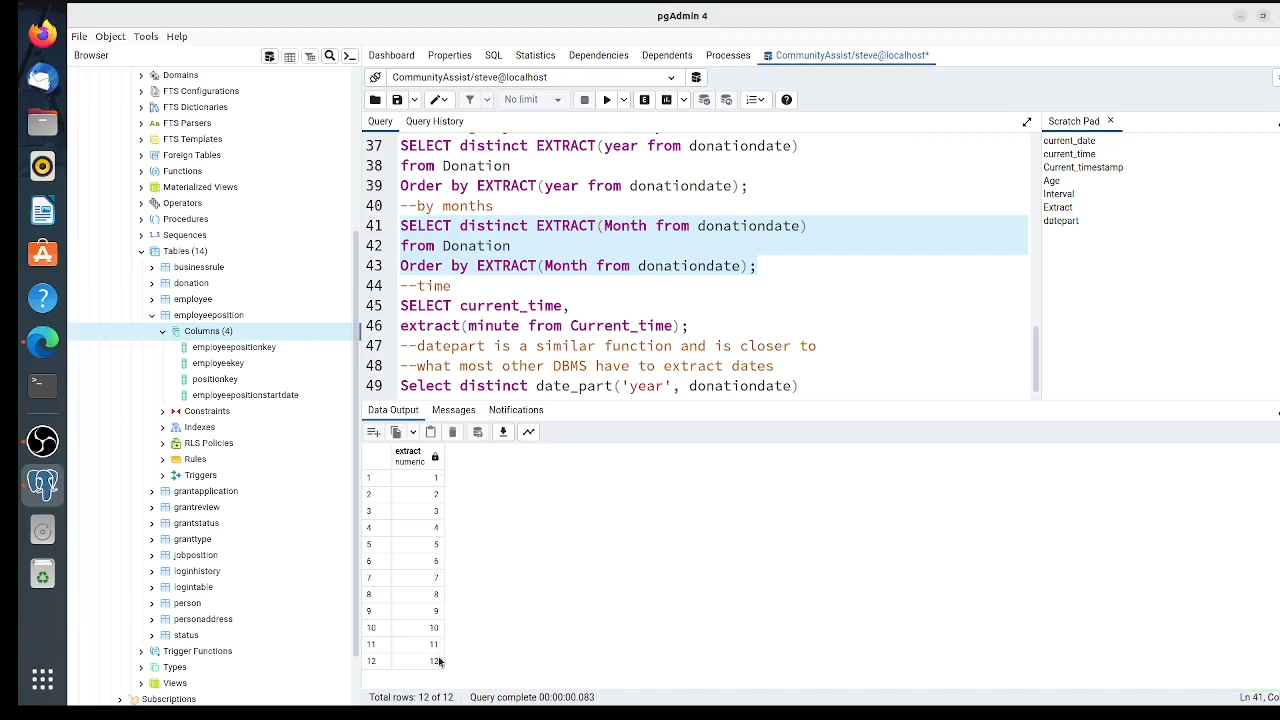 pgAdmin 4
File Object Tools Help
Browser
Dashboard Properties SQL Statistics Dependencies Dependents Processes CommunityAssist/steve@localhost*
CommunityAssist/steve@localhost
No limit
Query Query History
Scratch Pad
Domains
FTS Configurations
FTS Dictionaries
FTS Parsers
FTS Templates
Foreign Tables
Functions
Materialized Views
Operators
Procedures
Sequences
Tables (14)
businessrule
donation
employee
employeeposition
Columns (4)
employeepositionkey
employeekey
positionkey
employeepositionstartdate
Constraints
Indexes
RLS Policies
Rules
Triggers
grantapplication
grantreview
grantstatus
granttype
jobposition
loginhistory
logintable
person
personaddress
status
Trigger Functions
Types
Views
Subscriptions
37 SELECT distinct EXTRACT(year from donationdate)
38 from Donation
39 Order by EXTRACT(year from donationdate);
40 --by months
41 SELECT distinct EXTRACT(Month from donationdate)
42 from Donation
43 Order by EXTRACT(Month from donationdate);
44 --time
45 SELECT current_time,
46 extract(minute from Current_time);
47 --datepart is a similar function and is closer to
48 --what most other DBMS have to extract dates
49 Select distinct date_part('year', donationdate)
current_date
current_time
Current_timestamp
Age
Interval
Extract
datepart
Data Output Messages Notifications
extract
numeric
1 1
2 2
3 3
4 4
5 5
6 6
7 7
8 8
9 9
10 10
11 11
12 12
Total rows: 12 of 12 Query complete 00:00:00.083
Ln 41, Co